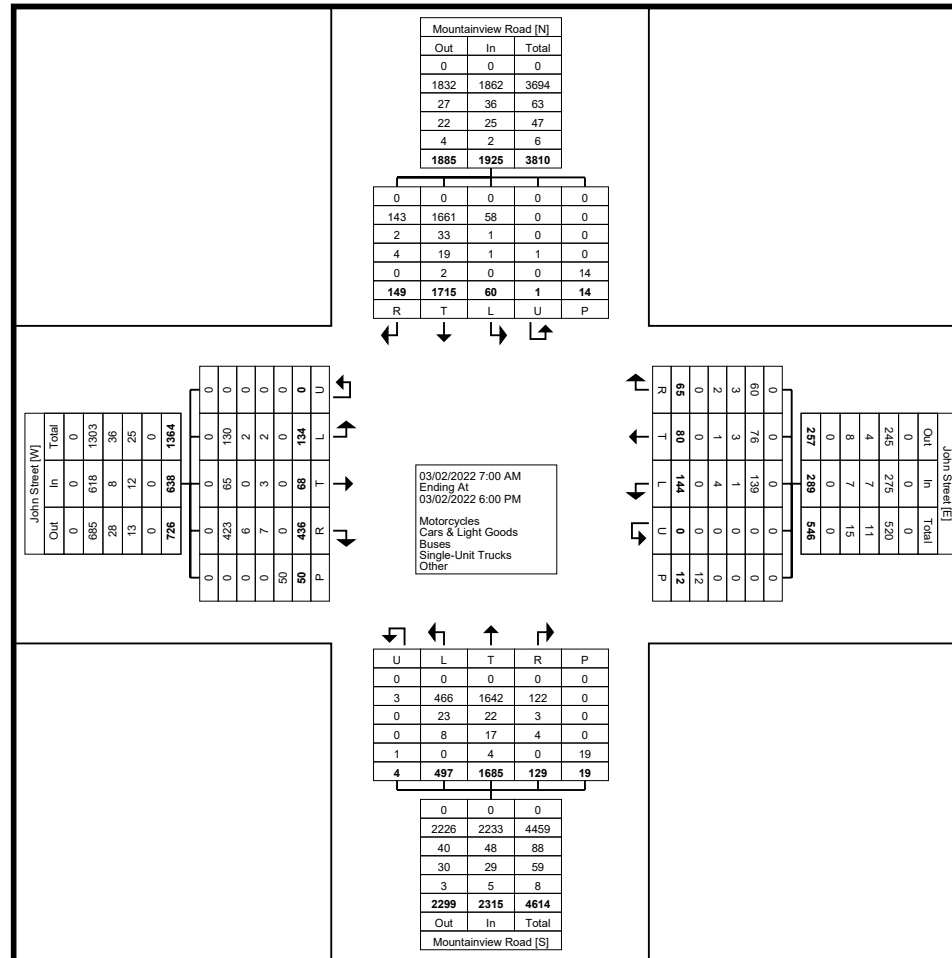 Mountainview Road [N]
Out In Total
0 0 0
1832 1862 3694
27 36 63
22 25 47
4 2 6
1885 1925 3810
0 0 0 0 0
143 1661 58 0 0
2 33 1 0 0
4 19 1 1 0
0 2 0 0 14
149 1715 60 1 14
R T L U P
John Street [W]
Total In Out
0 0 0
1303 618 685
36 8 28
25 12 13
0 0 0
1364 638 726
0 0 0 0 0
0 130 65 423 0
0 2 0 6 0
0 2 3 7 0
0 0 0 0 50
0 134 68 436 50
U L T R P
03/02/2022 7:00 AM
Ending At
03/02/2022 6:00 PM
Motorcycles
Cars & Light Goods
Buses
Single-Unit Trucks
Other
R T L U P
65 80 144 0 12
0 0 0 0 12
2 1 4 0 0
3 3 1 0 0
60 76 139 0 0
0 0 0 0 0
257 289 546
0 0 0
8 7 15
4 7 11
245 275 520
0 0 0
Out In Total
John Street [E]
U L T R P
0 0 0 0 0
3 466 1642 122 0
0 23 22 3 0
0 8 17 4 0
1 0 4 0 19
4 497 1685 129 19
0 0 0
2226 2233 4459
40 48 88
30 29 59
3 5 8
2299 2315 4614
Out In Total
Mountainview Road [S]